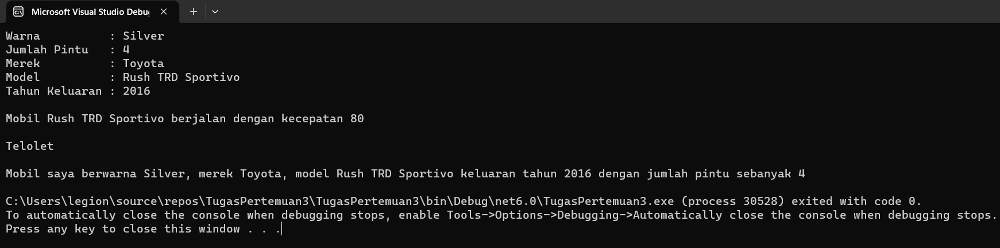 Microsoft Visual Studio Debug
Warna          : Silver
Jumlah Pintu   : 4
Merek          : Toyota
Model          : Rush TRD Sportivo
Tahun Keluaran : 2016
Mobil Rush TRD Sportivo berjalan dengan kecepatan 80
Telolet
Mobil saya berwarna Silver, merek Toyota, model Rush TRD Sportivo keluaran tahun 2016 dengan jumlah pintu sebanyak 4
C:\Users\legion\source\repos\TugasPertemuan3\TugasPertemuan3\bin\Debug\net6.0\TugasPertemuan3.exe (process 30528) exited with code 0.
To automatically close the console when debugging stops, enable Tools->Options->Debugging->Automatically close the console when debugging stops.
Press any key to close this window . . .